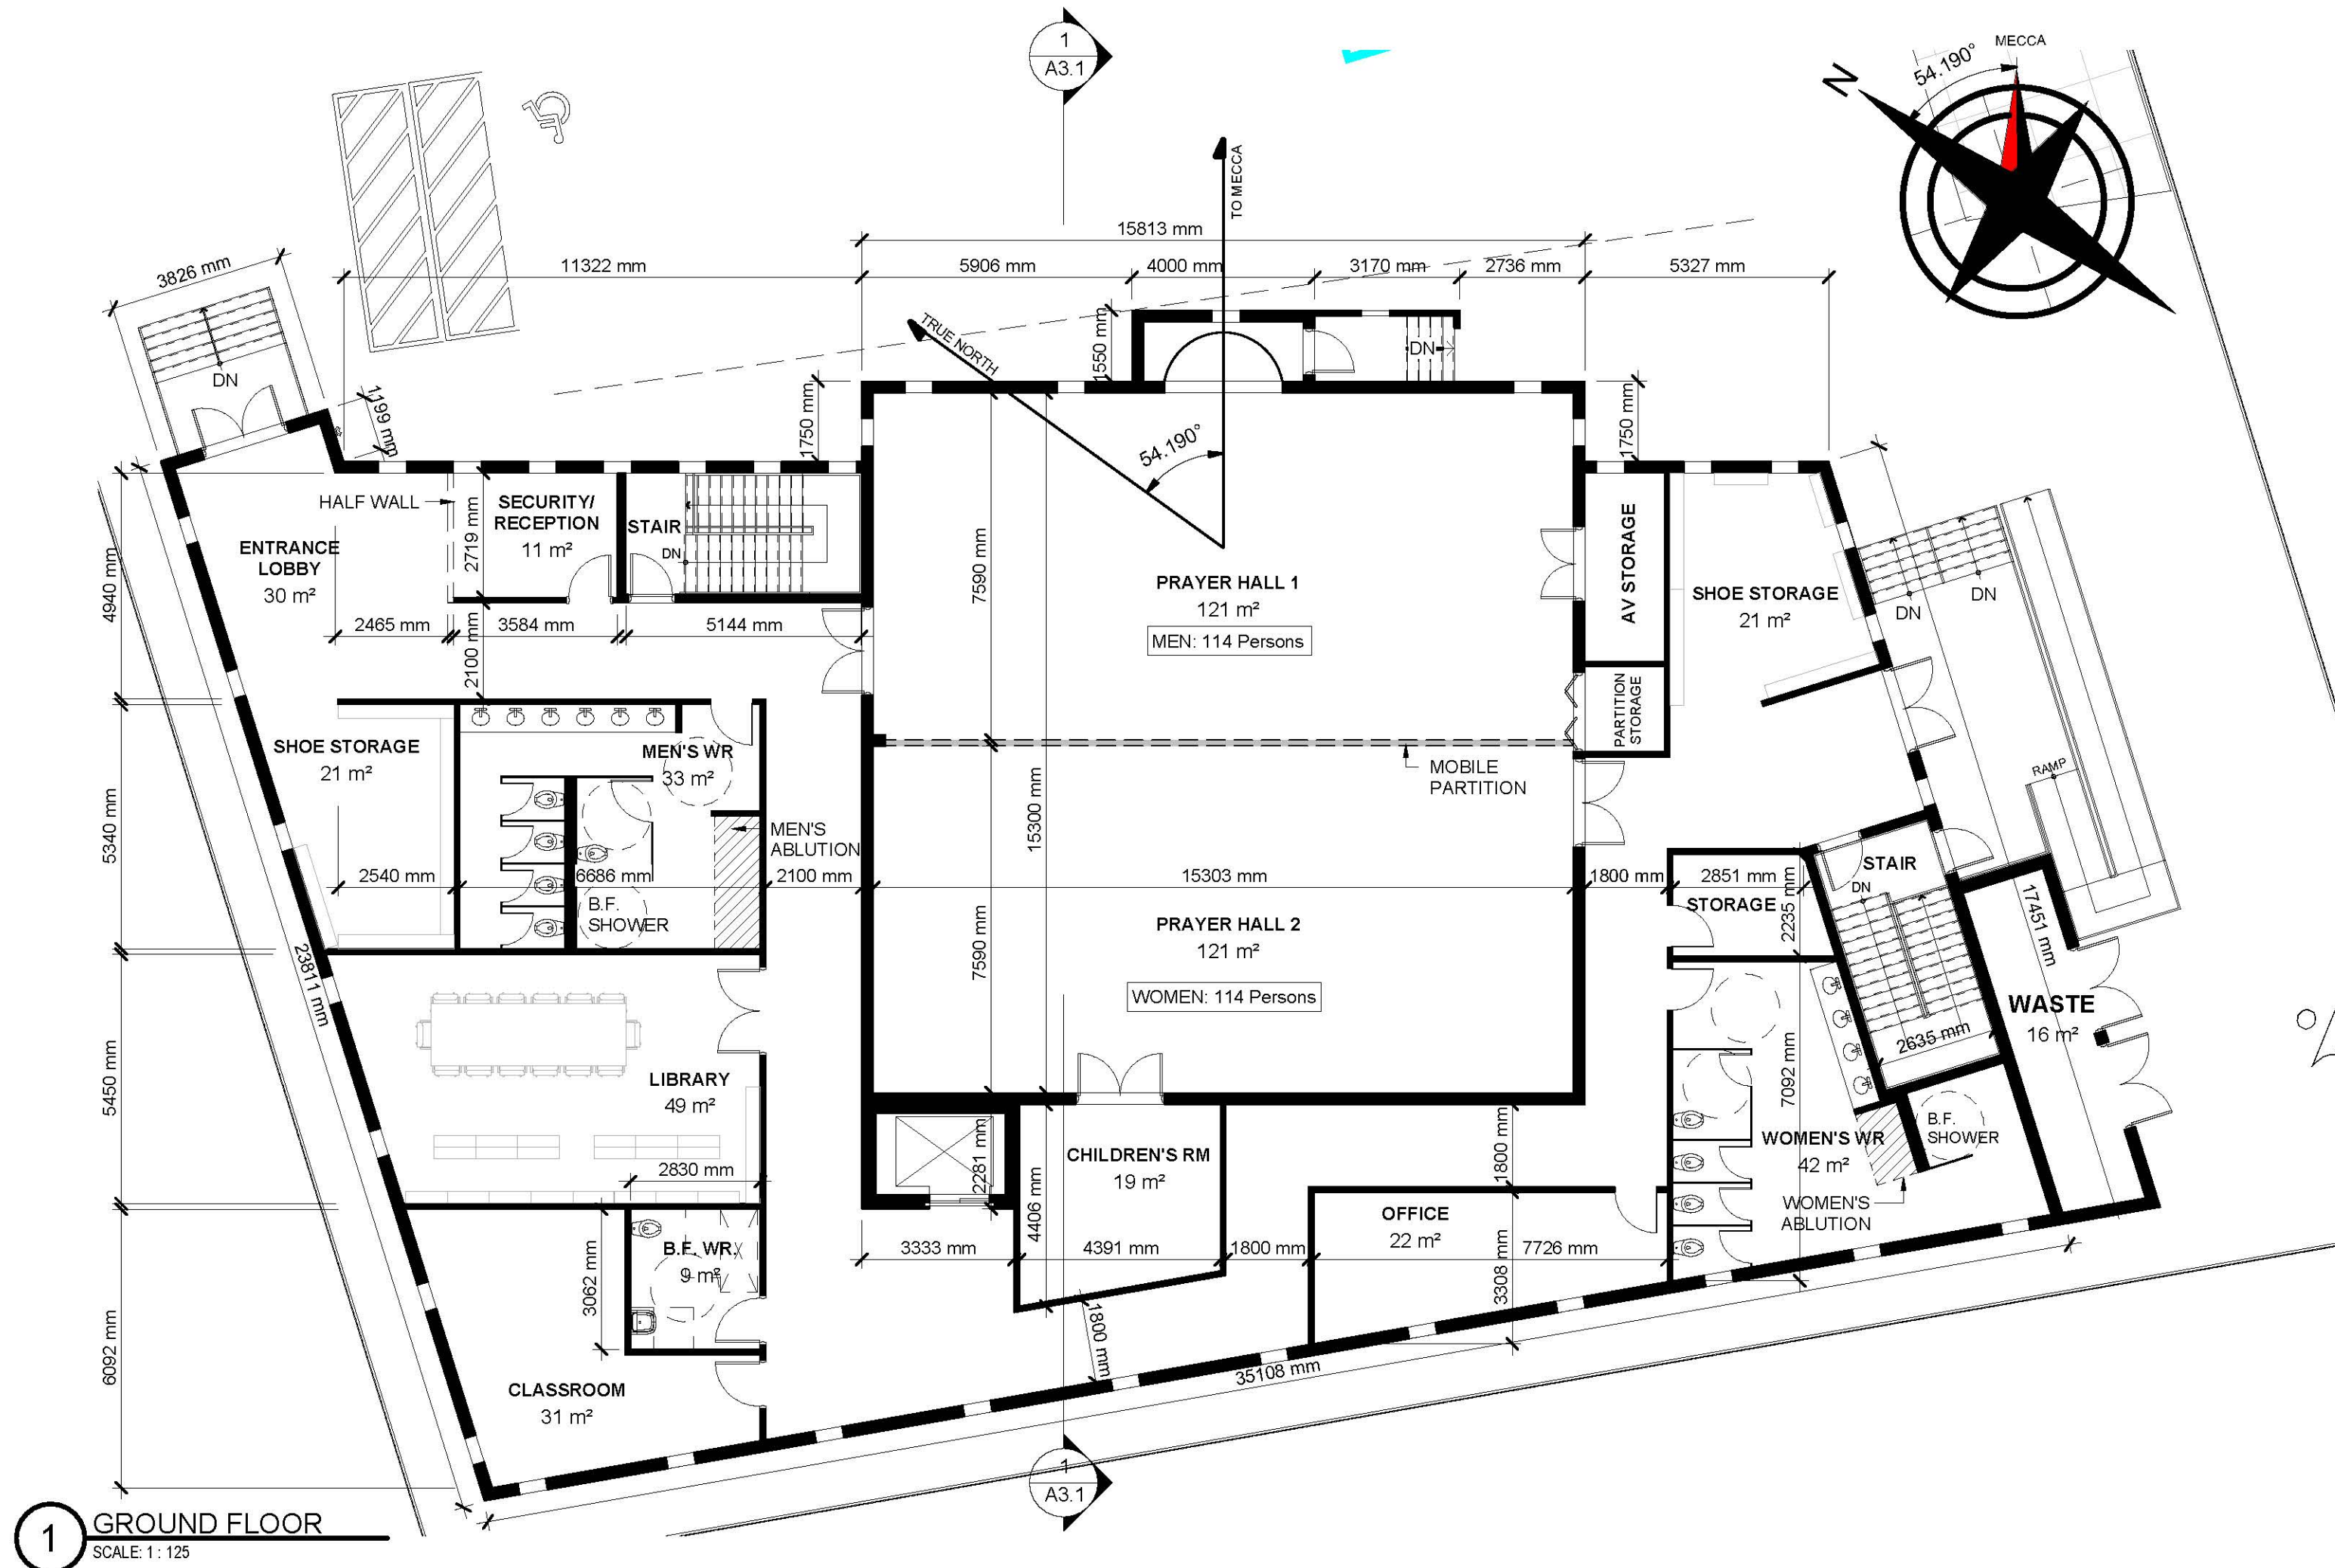 1
A3.1
MECCA
54.190°
N
TO MECCA
15813 mm
3826 mm
11322 mm
5906 mm
4000 mm
3170 mm
2736 mm
5327 mm
DN
1199 mm
1750 mm
TRUE NORTH
1550 mm
DN
1750 mm
54.190°
HALF WALL
SECURITY/
RECEPTION
11 m²
STAIR
DN
2719 mm
ENTRANCE
LOBBY
30 m²
4940 mm
7590 mm
PRAYER HALL 1
121 m²
MEN: 114 Persons
AV STORAGE
SHOE STORAGE
21 m²
DN
DN
2465 mm
3584 mm
5144 mm
2100 mm
PARTITION
STORAGE
SHOE STORAGE
21 m²
MEN'S WR
33 m²
MOBILE
PARTITION
RAMP
15300 mm
5340 mm
MEN'S
ABLUTION
2540 mm
6686 mm
2100 mm
15303 mm
1800 mm
2851 mm
STAIR
DN
B.F.
SHOWER
STORAGE
2235 mm
17451 mm
PRAYER HALL 2
121 m²
WOMEN: 114 Persons
7590 mm
23811 mm
WASTE
16 m²
2635 mm
5450 mm
LIBRARY
49 m²
7092 mm
2830 mm
2281 mm
CHILDREN'S RM
19 m²
4406 mm
1800 mm
WOMEN'S WR
42 m²
B.F.
SHOWER
WOMEN'S
ABLUTION
OFFICE
22 m²
B.F. WR.
9 m²
3062 mm
3333 mm
4391 mm
1800 mm
7726 mm
3308 mm
1800 mm
6092 mm
CLASSROOM
31 m²
35108 mm
1
A3.1
1
GROUND FLOOR
SCALE: 1 : 125